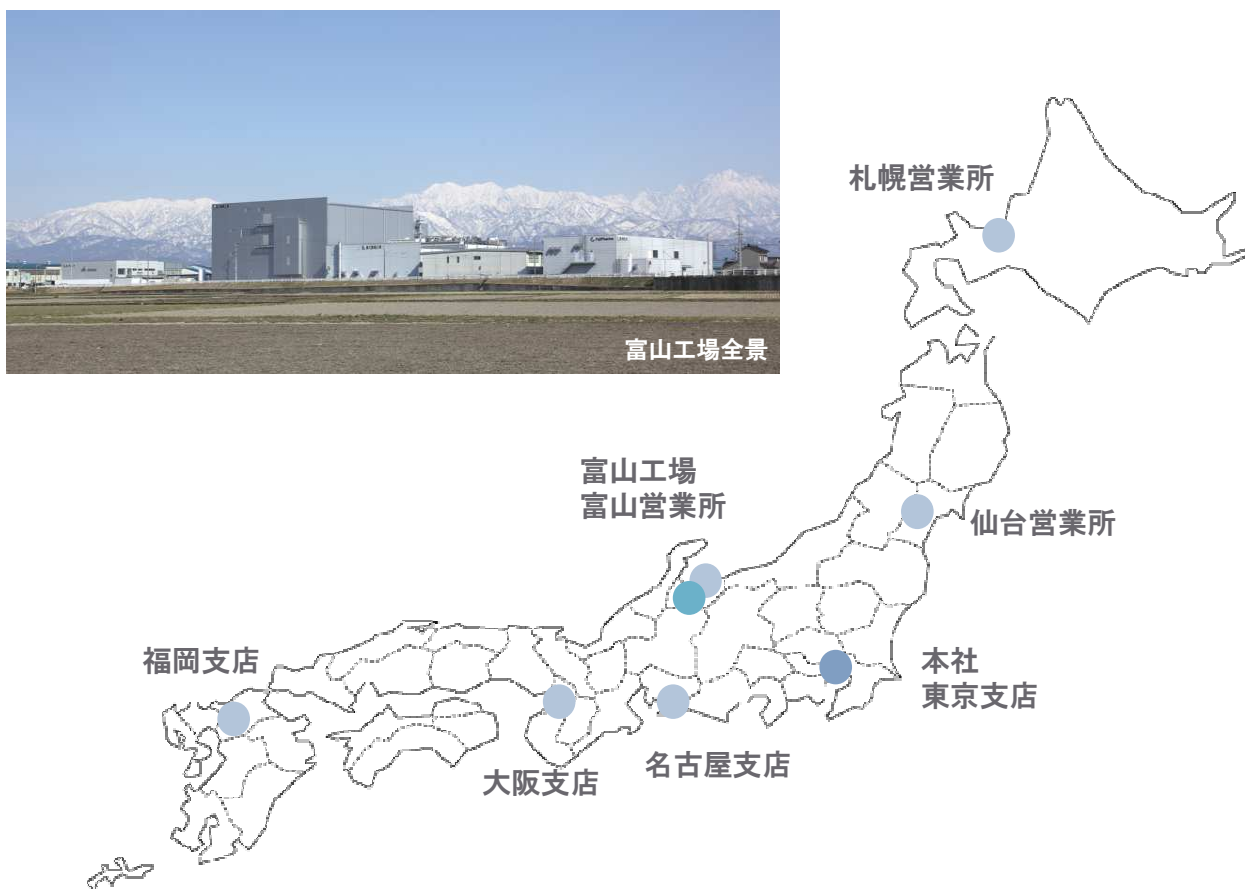 富山工場全景
札幌営業所
富山工場
富山営業所
仙台営業所
福岡支店
本社
東京支店
名古屋支店
大阪支店